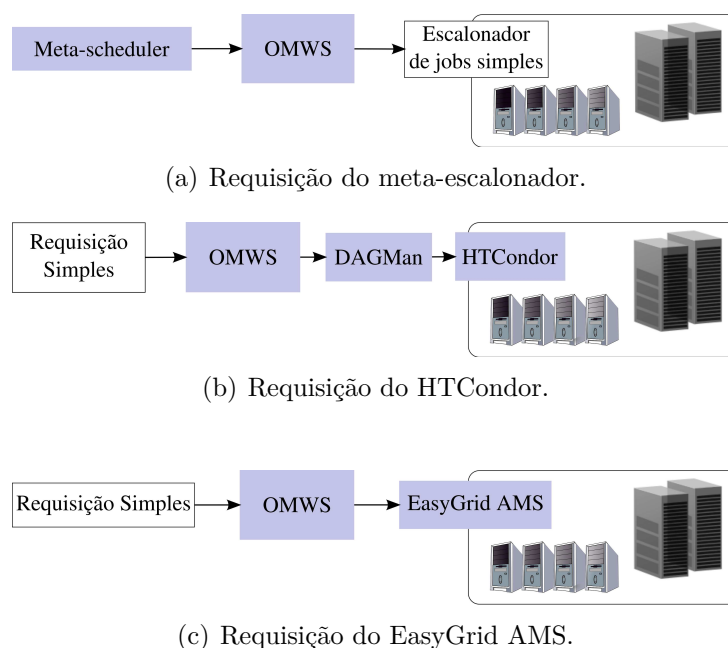 Meta-scheduler
OMWS
Escalonador
de jobs simples
(a) Requisição do meta-escalonador.
Requisição
Simples
OMWS
DAGMan
HTCondor
(b) Requisição do HTCondor.
Requisição Simples
OMWS
EasyGrid AMS
(c) Requisição do EasyGrid AMS.